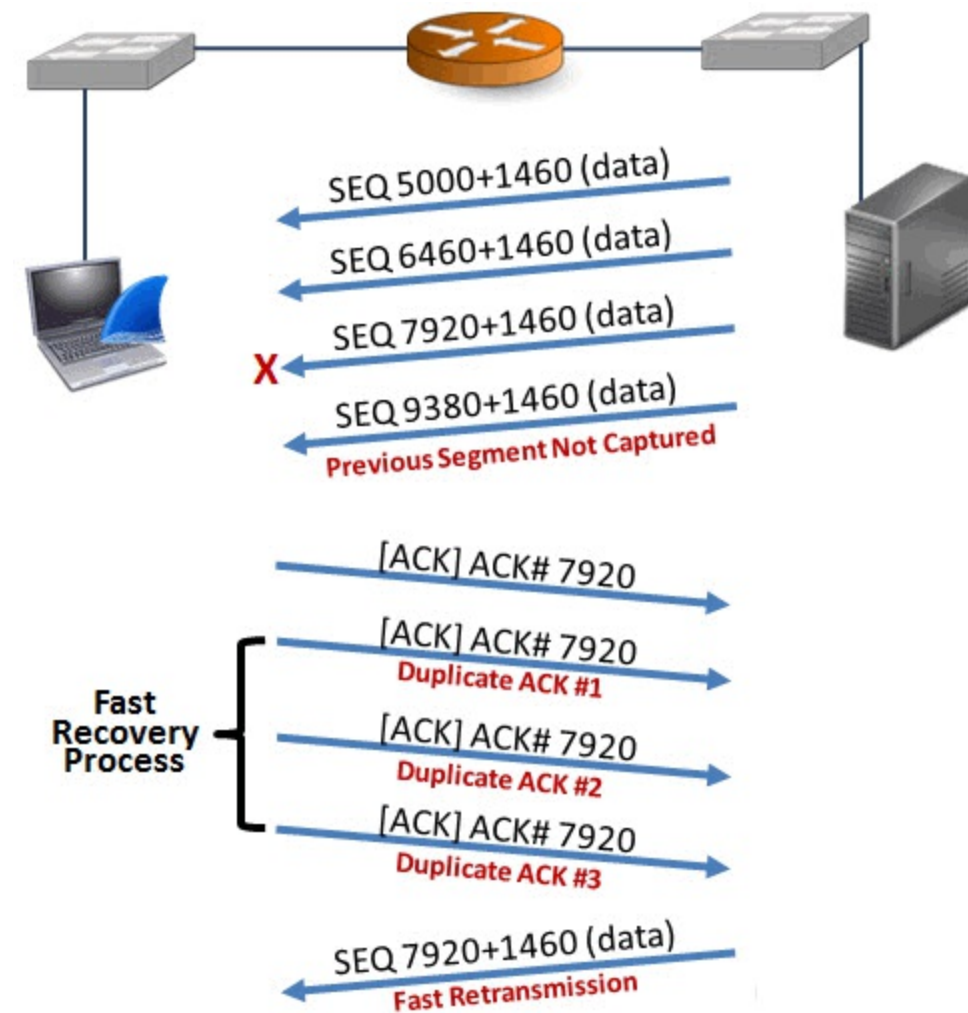 SEQ 5000+1460 (data)
SEQ 6460+1460 (data)
SEQ 7920+1460 (data)
X
SEQ 9380+1460 (data)
Previous Segment Not Captured
[ACK] ACK# 7920
[ACK] ACK# 7920
Duplicate ACK #1
Fast
Recovery
Process
[ACK] ACK# 7920
Duplicate ACK #2
[ACK] ACK# 7920
Duplicate ACK #3
SEQ 7920+1460 (data)
Fast Retransmission